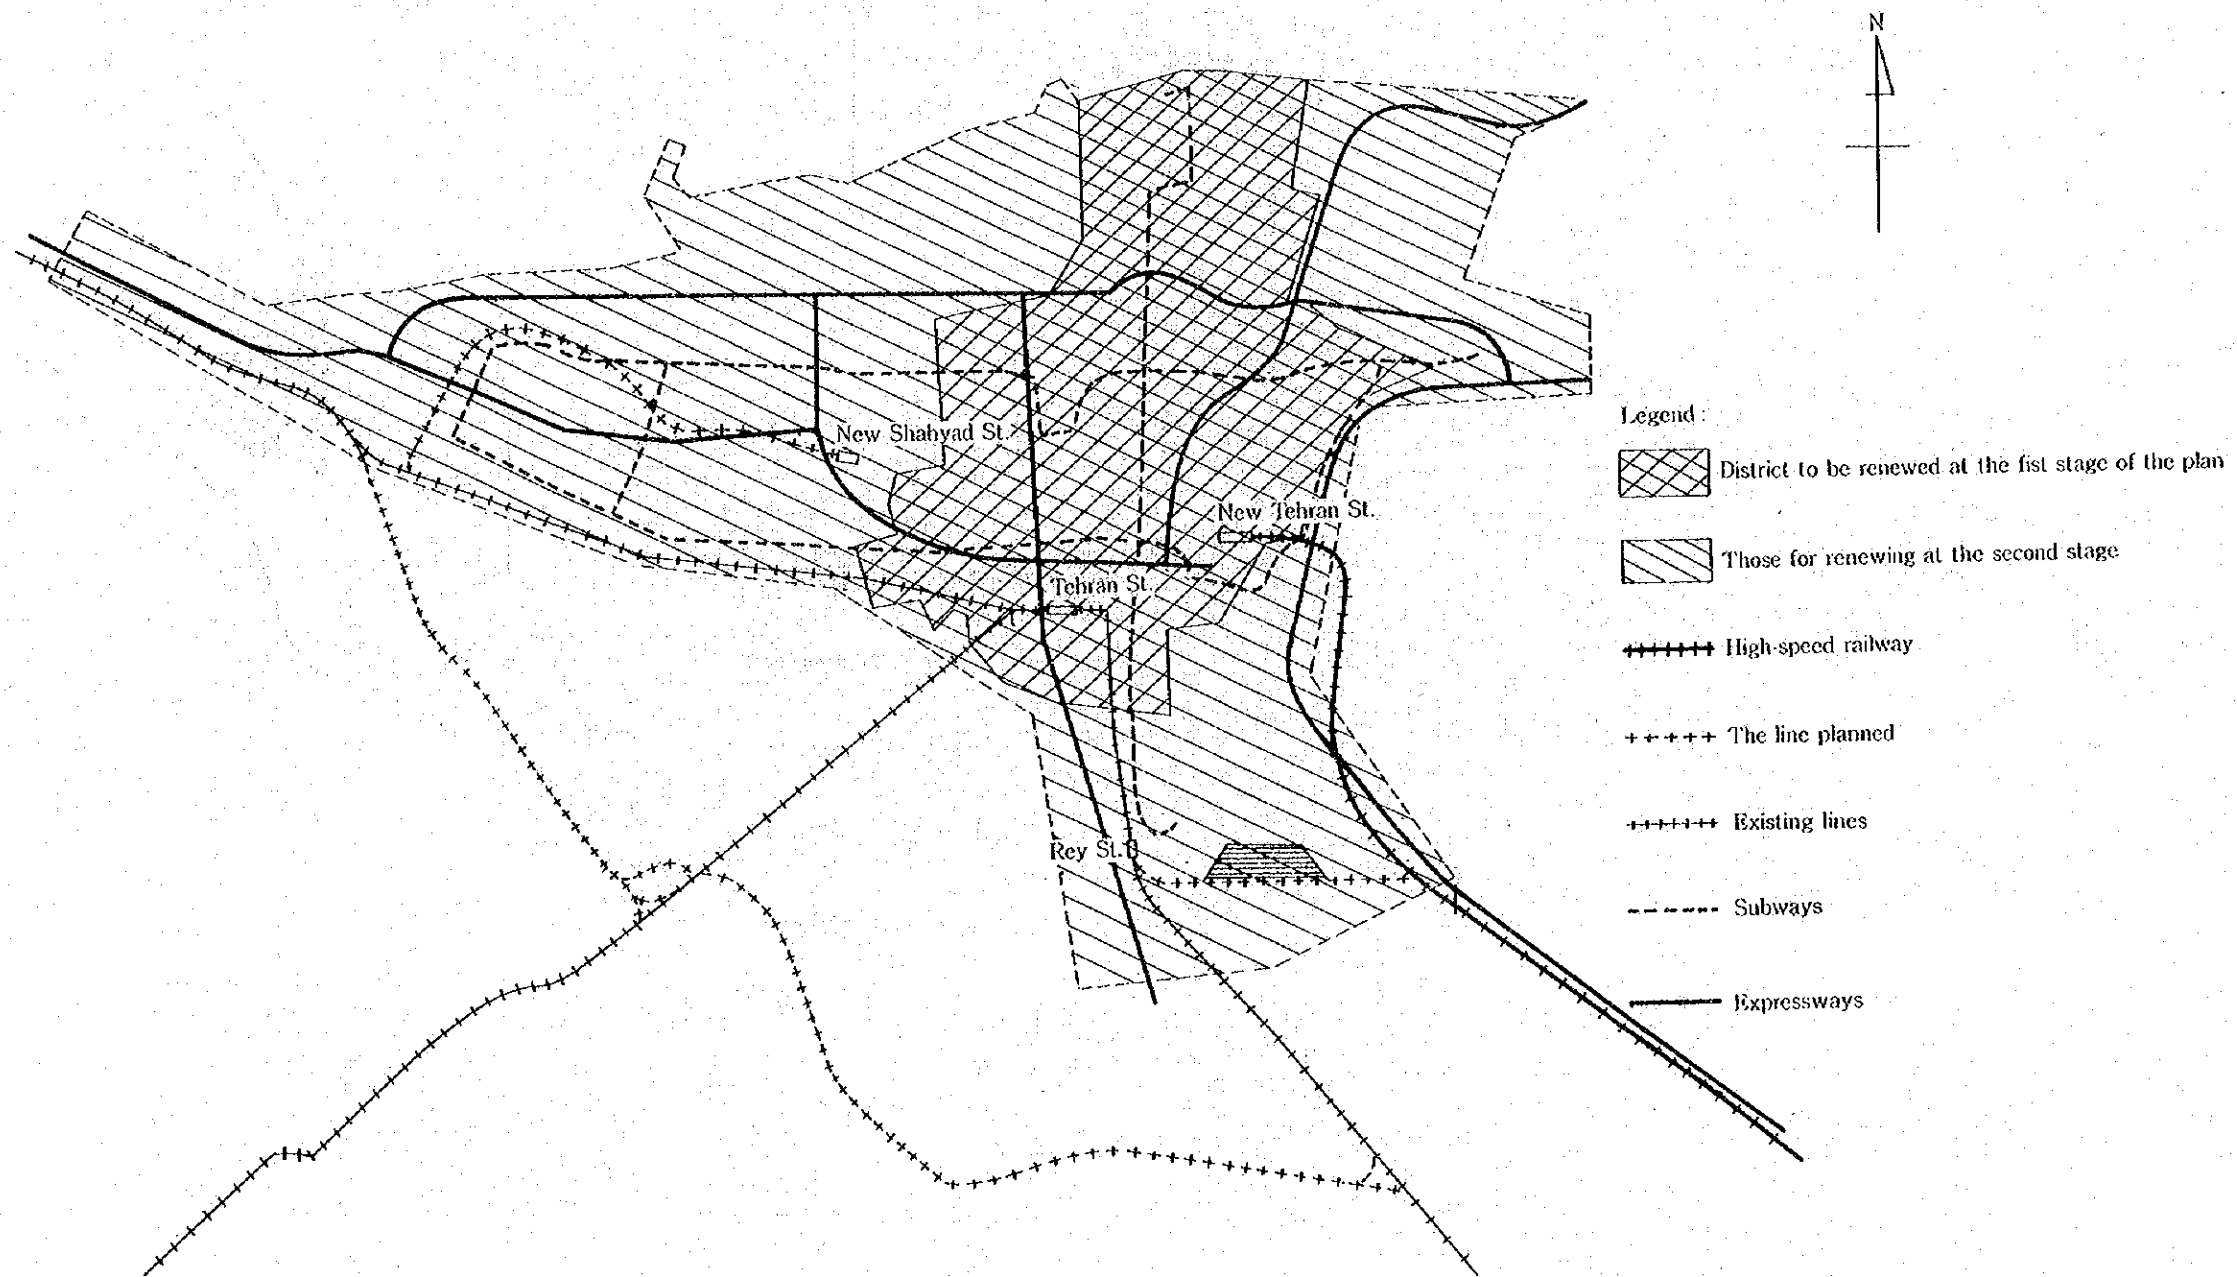 N
New Shahyad St.
New Tehran St.
Tehran St.
Rey St.
Legend :
District to be renewed at the fist stage of the plan
Those for renewing at the second stage
High-speed railway
The line planned
Existing lines
Subways
Expressways